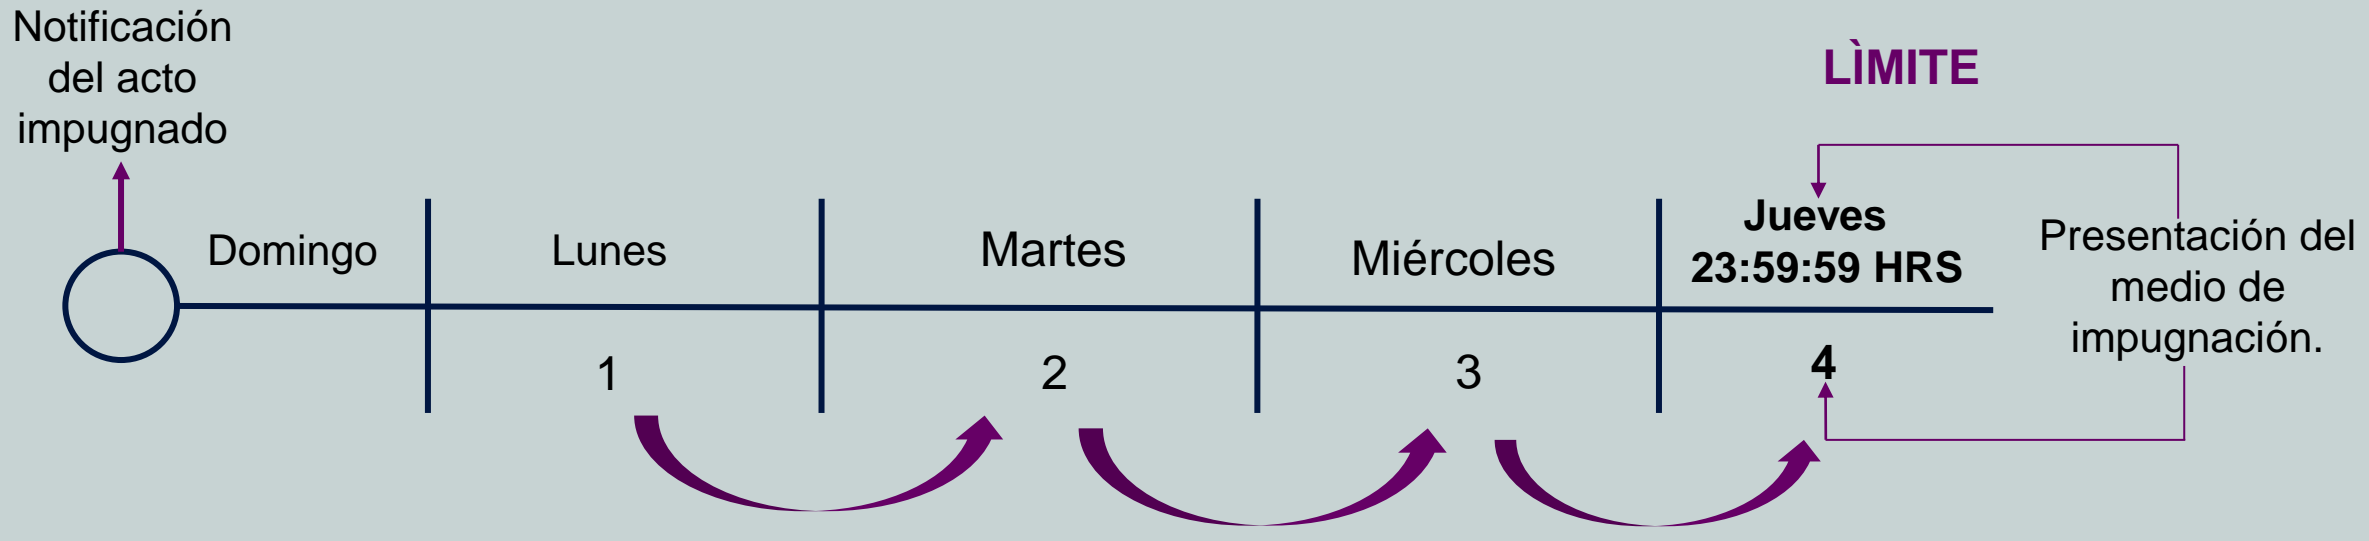 Notificación
del acto
impugnado
LÌMITE
Domingo
Lunes
Martes
Miércoles
Jueves
23:59:59 HRS
Presentación del
medio de
impugnación.
1
2
3
4